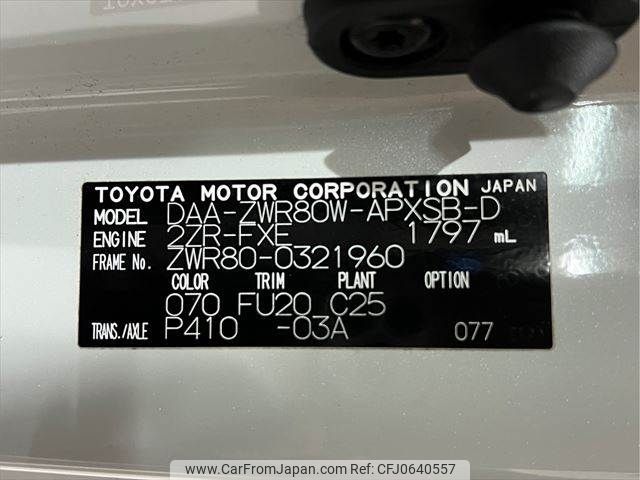 TOYOTA MOTOR CORPORATION JAPAN
MODEL DAA-ZWR80W-APXSB-D
ENGINE 2ZR-FXE 1797 mL
FRAME No. ZWR80-0321960
COLOR TRIM PLANT OPTION
070 FU20 C25
TRANS./AXLE P410 -03A 077
www.CarFromJapan.com | Ref No.CFJ0640557